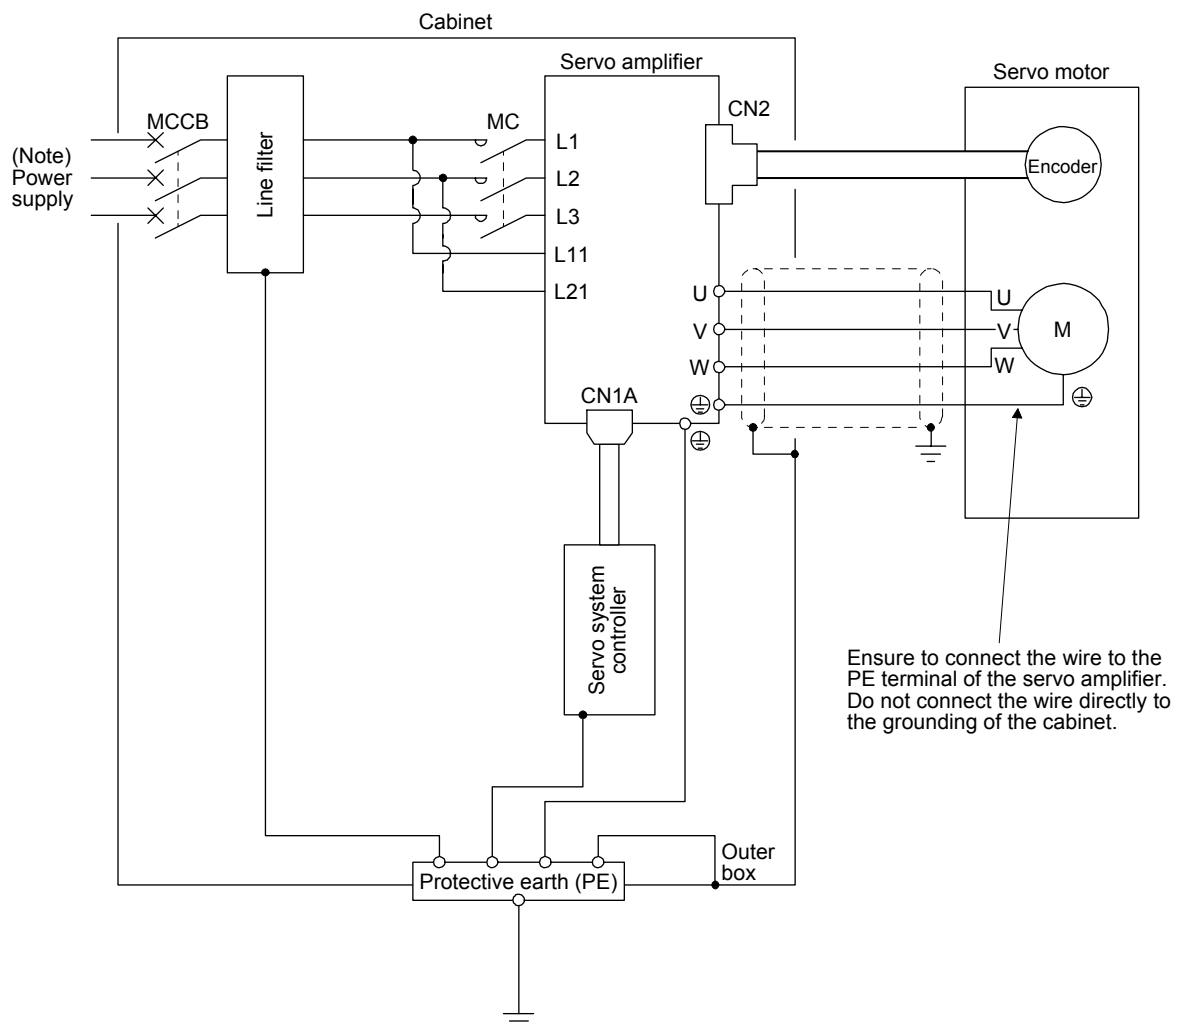 Cabinet
Servo amplifier
Servo motor
CN2
MCCB
MC
(Note)
Power
supply
Line filter
L1
L2
L3
L11
L21
Encoder
U
V
W
U
V
W
M
CN1A
Servo system
controller
Ensure to connect the wire to the
PE terminal of the servo amplifier.
Do not connect the wire directly to
the grounding of the cabinet.
Outer
box
Protective earth (PE)